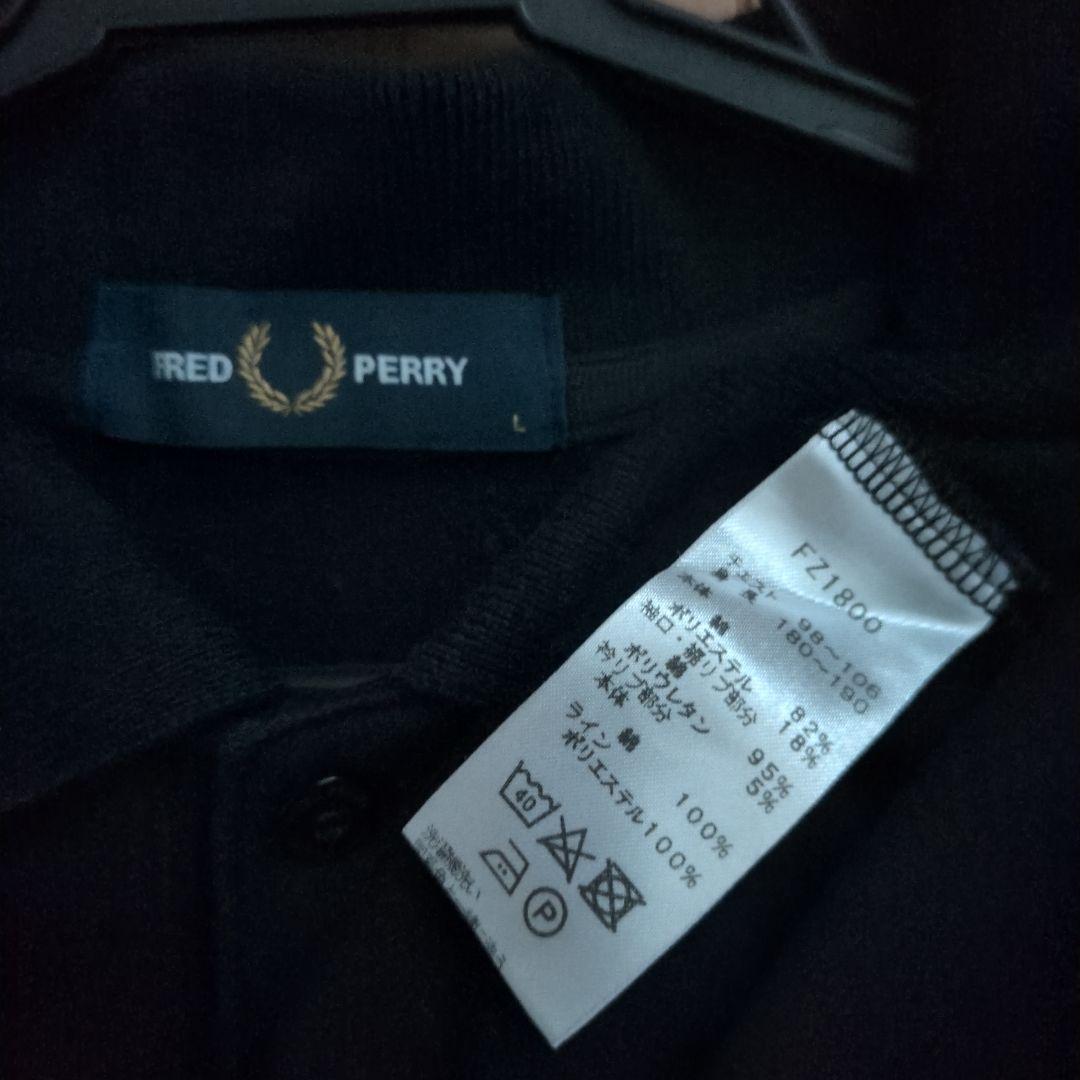 FRED PERRY
L
FZ1800
ウエスト 98～106
身長 180～190
本体 綿 82%
ポリエステル 18%
袖口・裾リブ部分
綿 95%
ポリウレタン 5%
衿リブ部分
本体 綿 100%
ライン
ポリエステル100%
40
P